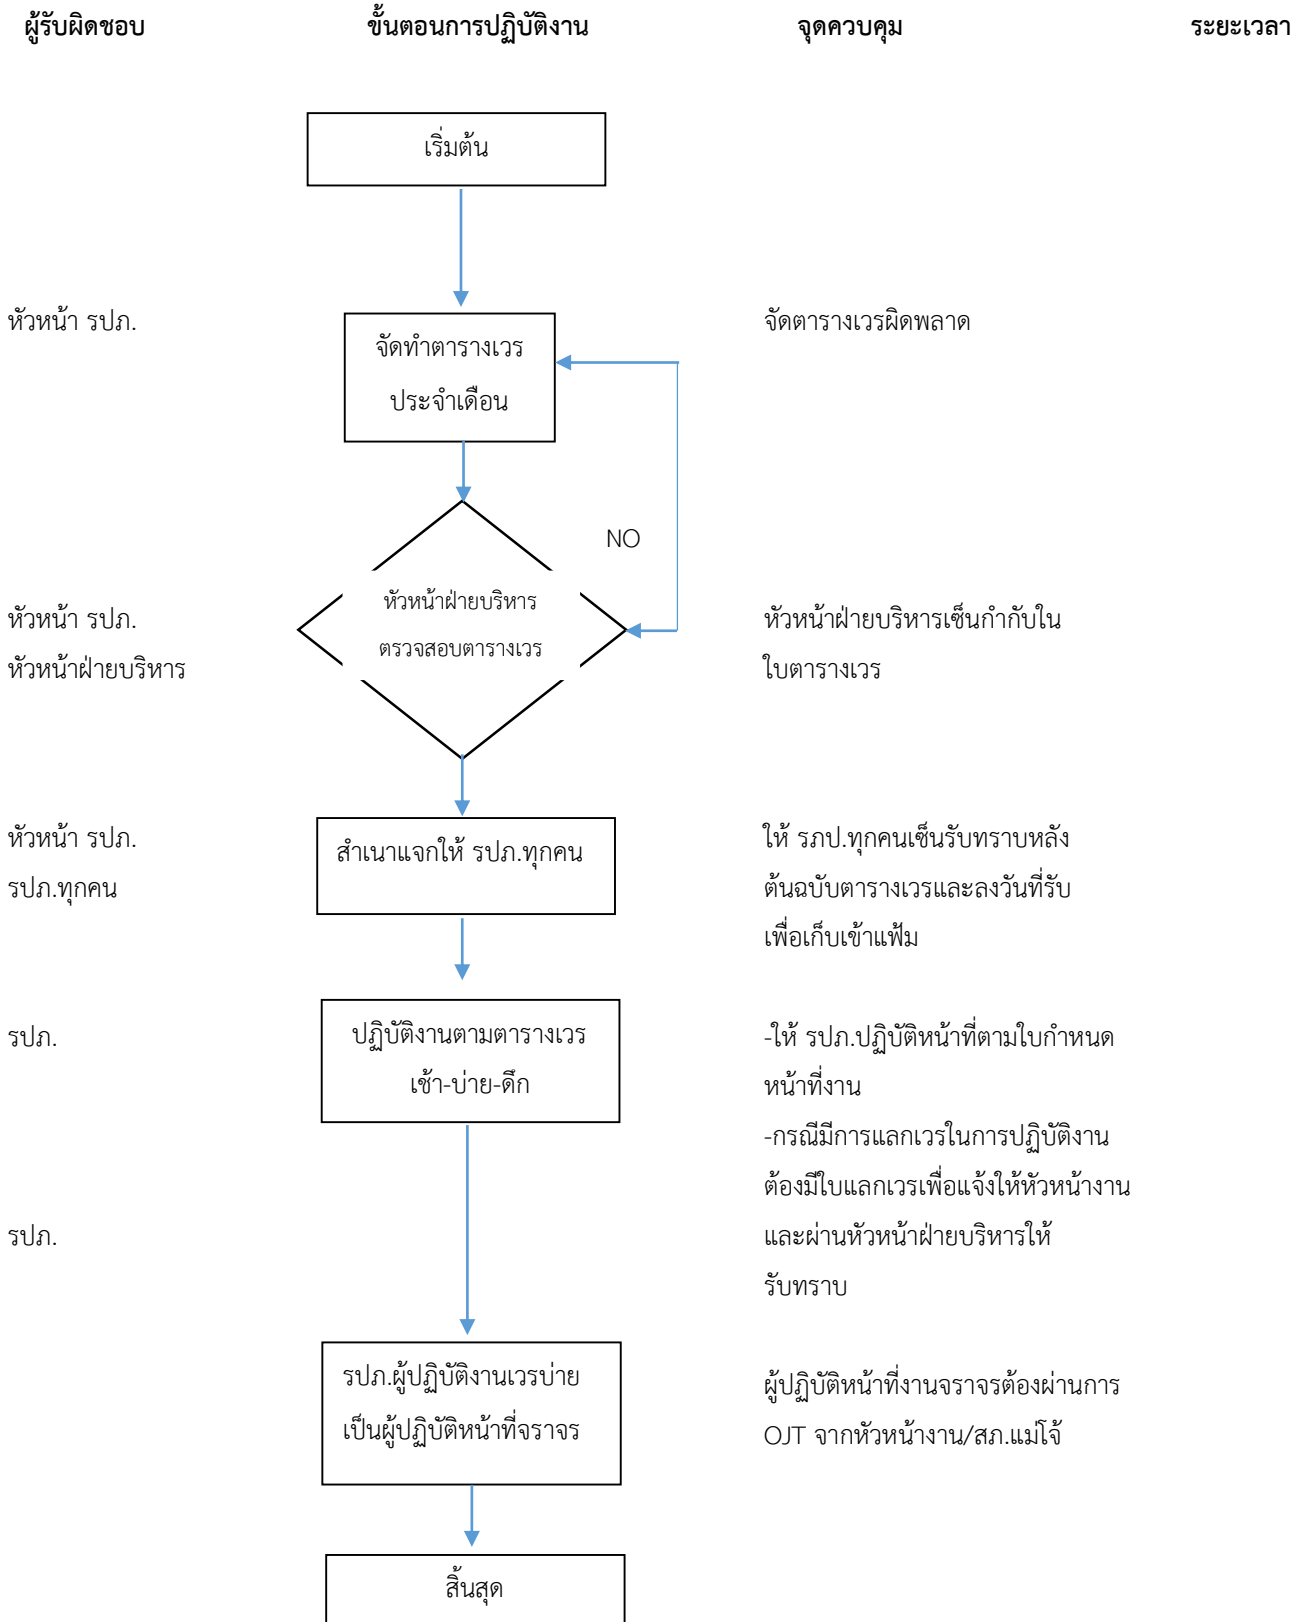 ผู้รับผิดชอบ ขั้นตอนการปฏิบัติงาน จุดควบคุม ระยะเวลา
เริ่มต้น
หัวหน้า รปภ. จัดตารางเวรผิดพลาด
จัดทำตารางเวร
ประจำเดือน
NO
หัวหน้าฝ่ายบริหาร
ตรวจสอบตารางเวร
หัวหน้า รปภ. หัวหน้าฝ่ายบริหารเซ็นกำกับใน
หัวหน้าฝ่ายบริหาร ใบตารางเวร
หัวหน้า รปภ. สำเนาแจกให้ รปภ.ทุกคน ให้ รภป.ทุกคนเซ็นรับทราบหลัง
รปภ.ทุกคน ต้นฉบับตารางเวรและลงวันที่รับ
เพื่อเก็บเข้าแฟ้ม
รปภ. ปฏิบัติงานตามตารางเวร -ให้ รปภ.ปฏิบัติหน้าที่ตามใบกำหนด
เช้า-บ่าย-ดึก หน้าที่งาน
-กรณีมีการแลกเวรในการปฏิบัติงาน
ต้องมีใบแลกเวรเพื่อแจ้งให้หัวหน้างาน
รปภ. และผ่านหัวหน้าฝ่ายบริหารให้
รับทราบ
รปภ.ผู้ปฏิบัติงานเวรบ่าย ผู้ปฏิบัติหน้าที่งานจราจรต้องผ่านการ
เป็นผู้ปฏิบัติหน้าที่จราจร OJT จากหัวหน้างาน/สภ.แม่โจ้
สิ้นสุด